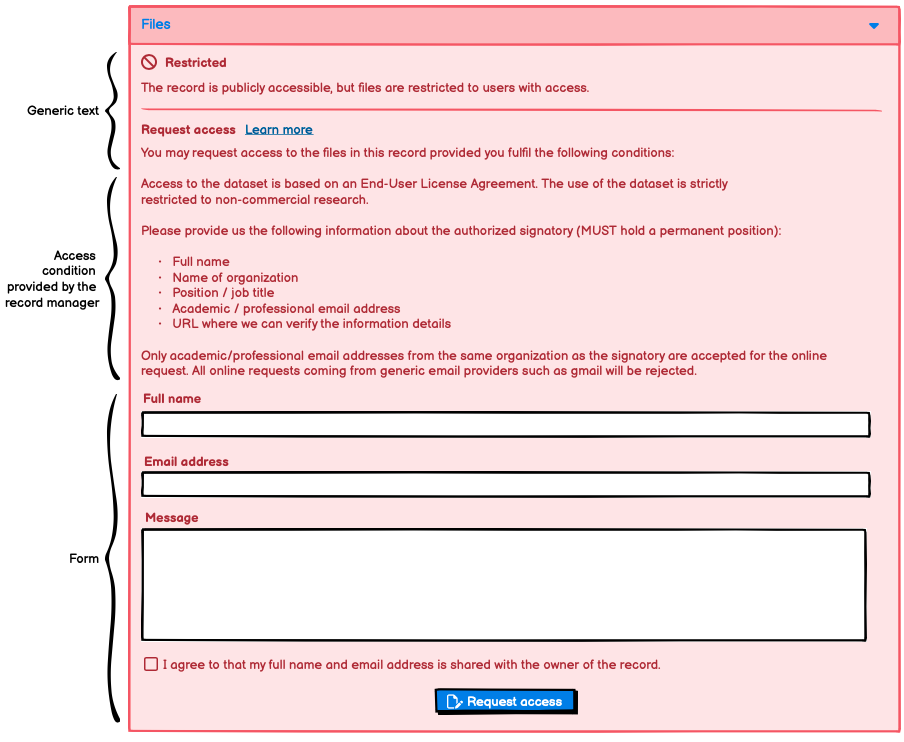 Files
Restricted
The record is publicly accessible, but files are restricted to users with access.
Generic text
Request access Learn more
You may request access to the files in this record provided you fulfil the following conditions:
Access to the dataset is based on an End-User License Agreement. The use of the dataset is strictly
restricted to non-commercial research.
Please provide us the following information about the authorized signatory (MUST hold a permanent position):
Access
condition
provided by the
record manager
· Full name
· Name of organization
· Position / job title
· Academic / professional email address
· URL where we can verify the information details
Only academic/professional email addresses from the same organization as the signatory are accepted for the online
request. All online requests coming from generic email providers such as gmail will be rejected.
Full name
Email address
Message
Form
I agree to that my full name and email address is shared with the owner of the record.
Request access